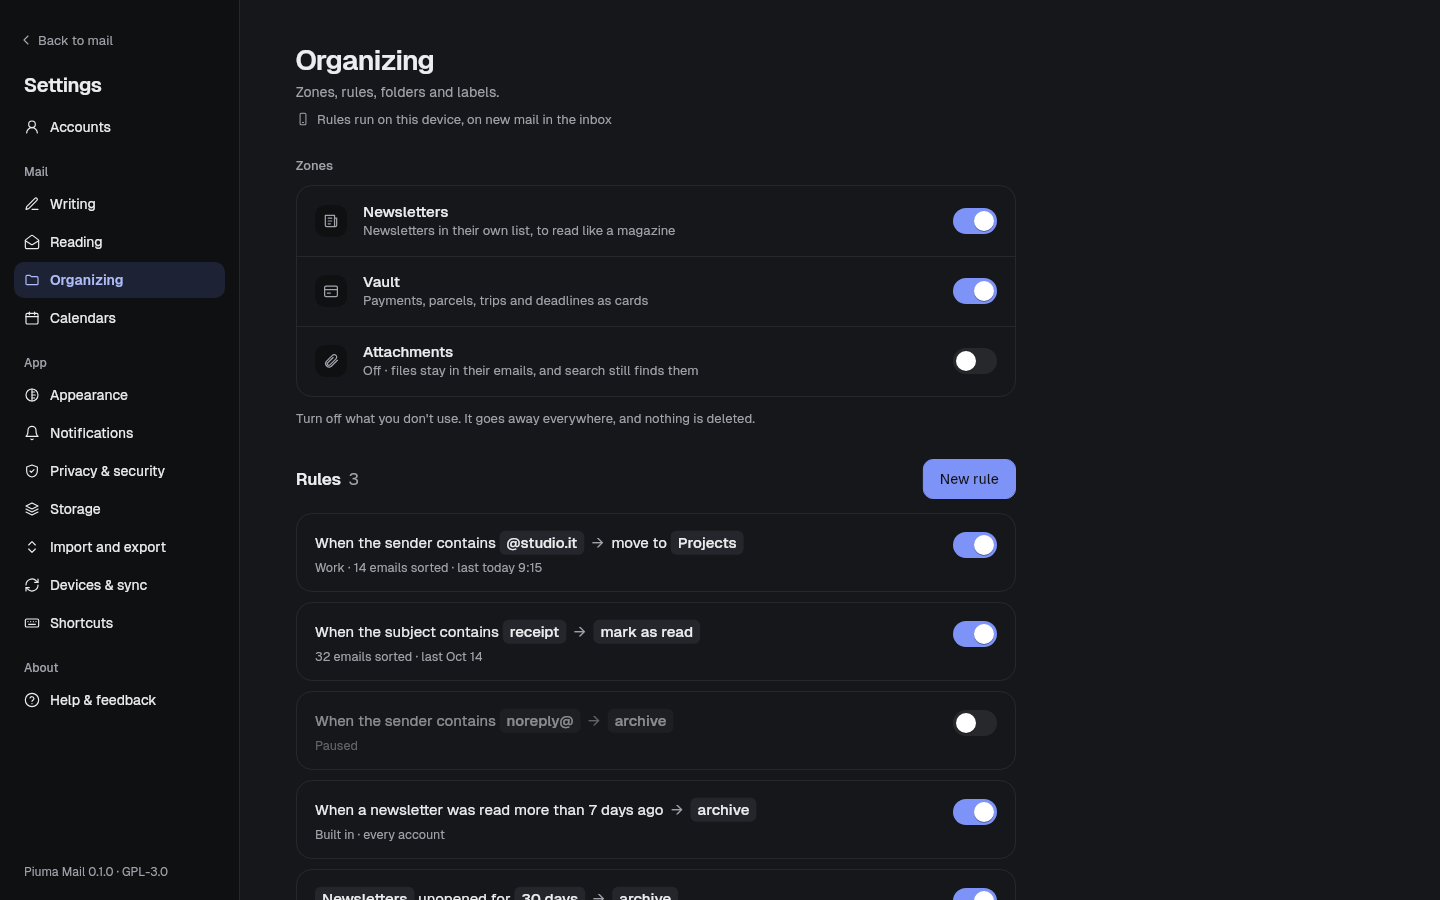 Back to mail
Settings
Accounts
Mail
Writing
Reading
Organizing
Calendars
App
Appearance
Notifications
Privacy & security
Storage
Import and export
Devices & sync
Shortcuts
About
Help & feedback
Piuma Mail 0.1.0 · GPL-3.0
Organizing
Zones, rules, folders and labels.
Rules run on this device, on new mail in the inbox
Zones
Newsletters
Newsletters in their own list, to read like a magazine
Vault
Payments, parcels, trips and deadlines as cards
Attachments
Off · files stay in their emails, and search still finds them
Turn off what you don't use. It goes away everywhere, and nothing is deleted.
Rules 3
New rule
When the sender contains @studio.it → move to Projects
Work · 14 emails sorted · last today 9:15
When the subject contains receipt → mark as read
32 emails sorted · last Oct 14
When the sender contains noreply@ → archive
Paused
When a newsletter was read more than 7 days ago → archive
Built in · every account
Newsletters unopened for 30 days → archive